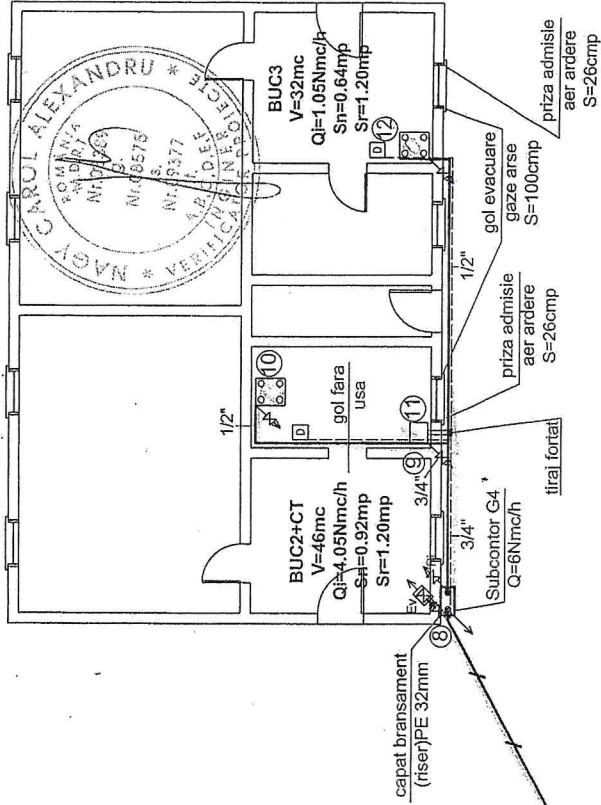 BUC3
V=32mc
Qi=1.05Nmc/h
Sn=0.64mp
Sr=1.20mp
D
12
priza admisie
aer ardere
S=26cmp
gol evacuare
gaze arse
S=100cmp
1/2"
priza admisie
aer ardere
S=26cmp
10
1/2"
D
gol fara
usa
11
9
3/4"
tiraj fortat
3/4"
Subcontor G4 *
Q=6Nmc/h
BUC2+CT
V=46mc
Qi=4.05Nmc/h
Sn=0.92mp
Sr=1.20mp
Ev
8
capat bransament
(riser)PE 32mm
* NAGY CAROL ALEXANDRU *
VERIFICATOR PROIECTE
INGINER
ROMANIA